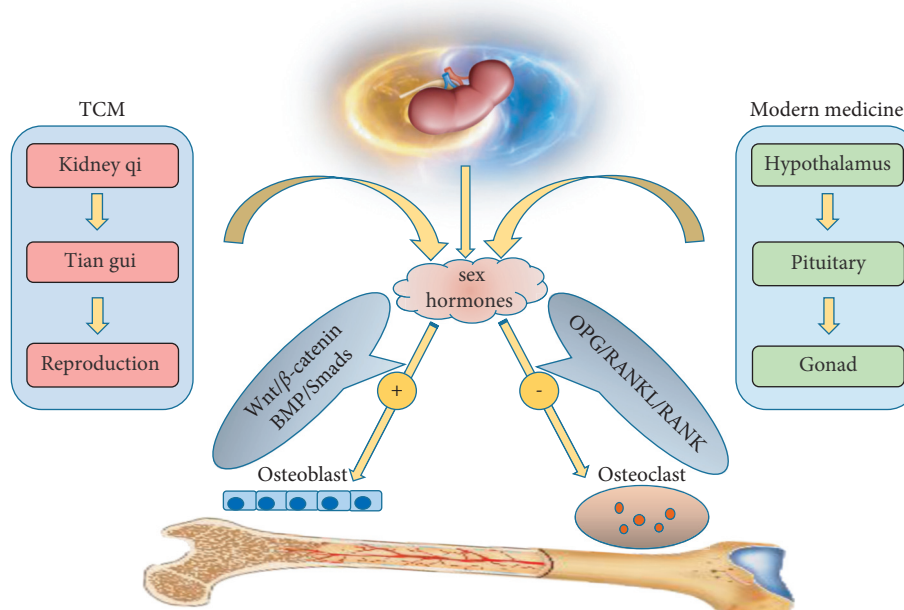 TCM
Kidney qi
Tian gui
Reproduction
Modern medicine
Hypothalamus
Pituitary
Gonad
sex
hormones
Wnt/β-catenin
BMP/Smads
+
OPG/RANKL/RANK
-
Osteoblast
Osteoclast